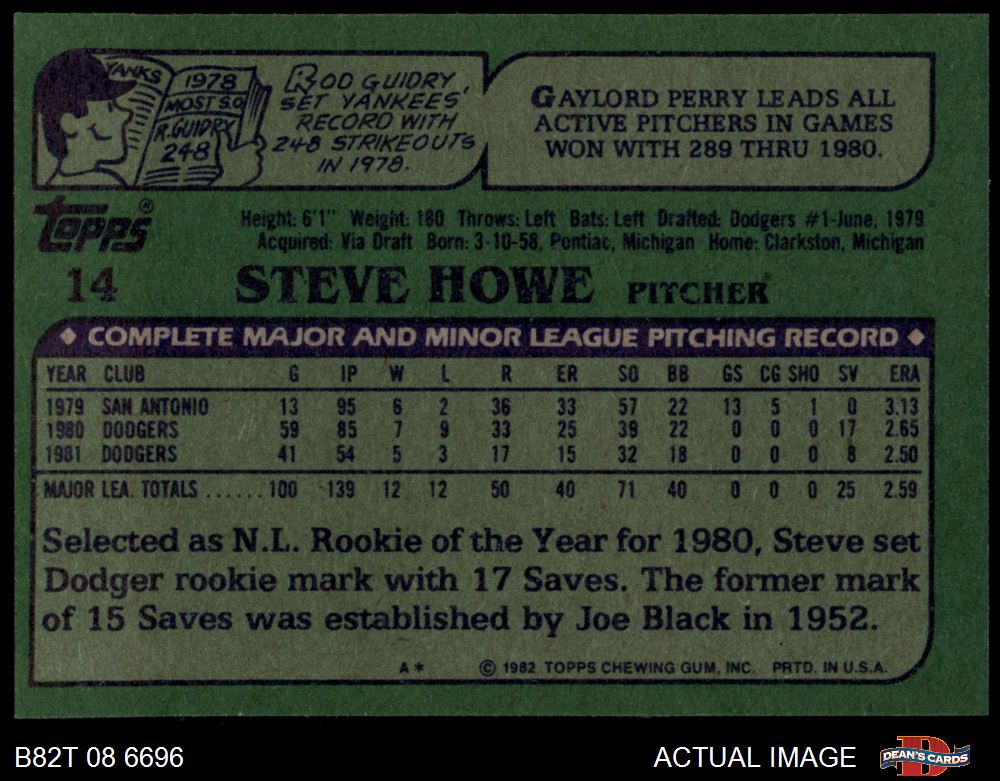 YANKS
1978
MOST S.O.
R.GUIDRY
248
ROD GUIDRY
SET YANKEES'
RECORD WITH
248 STRIKEOUTS
IN 1978.
GAYLORD PERRY LEADS ALL
ACTIVE PITCHERS IN GAMES
WON WITH 289 THRU 1980.
TOPPS®
Height: 6'1" Weight: 180 Throws: Left Bats: Left Drafted: Dodgers #1-June, 1979
Acquired: Via Draft Born: 3-10-58, Pontiac, Michigan Home: Clarkston, Michigan
14 STEVE HOWE PITCHER
◆ COMPLETE MAJOR AND MINOR LEAGUE PITCHING RECORD ◆
YEAR CLUB G IP W L R ER SO BB GS CG SHO SV ERA
1979 SAN ANTONIO 13 95 6 2 36 33 57 22 13 5 1 0 3.13
1980 DODGERS 59 85 7 9 33 25 39 22 0 0 0 17 2.65
1981 DODGERS 41 54 5 3 17 15 32 18 0 0 0 8 2.50
MAJOR LEA. TOTALS ...... 100 139 12 12 50 40 71 40 0 0 0 25 2.59
Selected as N.L. Rookie of the Year for 1980, Steve set
Dodger rookie mark with 17 Saves. The former mark
of 15 Saves was established by Joe Black in 1952.
A* © 1982 TOPPS CHEWING GUM, INC. PRTD. IN U.S.A.
B82T 08 6696 ACTUAL IMAGE DEAN'S CARDS